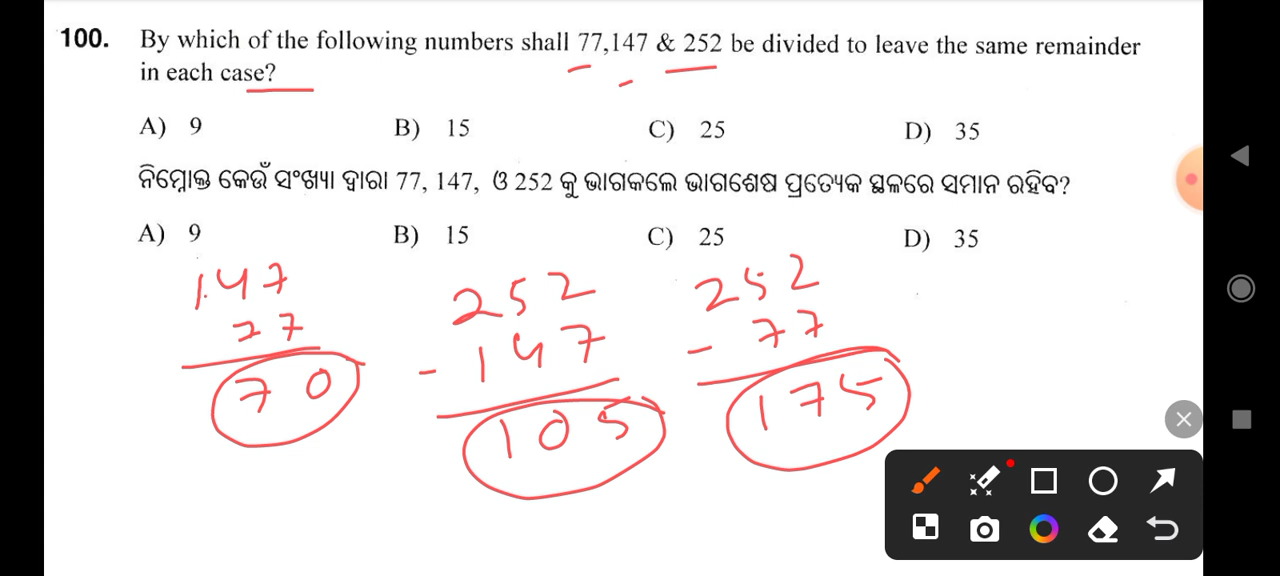 100. By which of the following numbers shall 77,147 & 252 be divided to leave the same remainder
in each case?
A) 9 B) 15 C) 25 D) 35
ନିମ୍ନୋକ୍ତ କେଉଁ ସଂଖ୍ୟା ଦ୍ୱାରା 77, 147, ଓ 252 କୁ ଭାଗକଲେ ଭାଗଶେଷ ପ୍ରତ୍ୟେକ ସ୍ଥଳରେ ସମାନ ରହିବ?
A) 9 B) 15 C) 25 D) 35
147 252 252
77 - 147 - 77
70 105 175